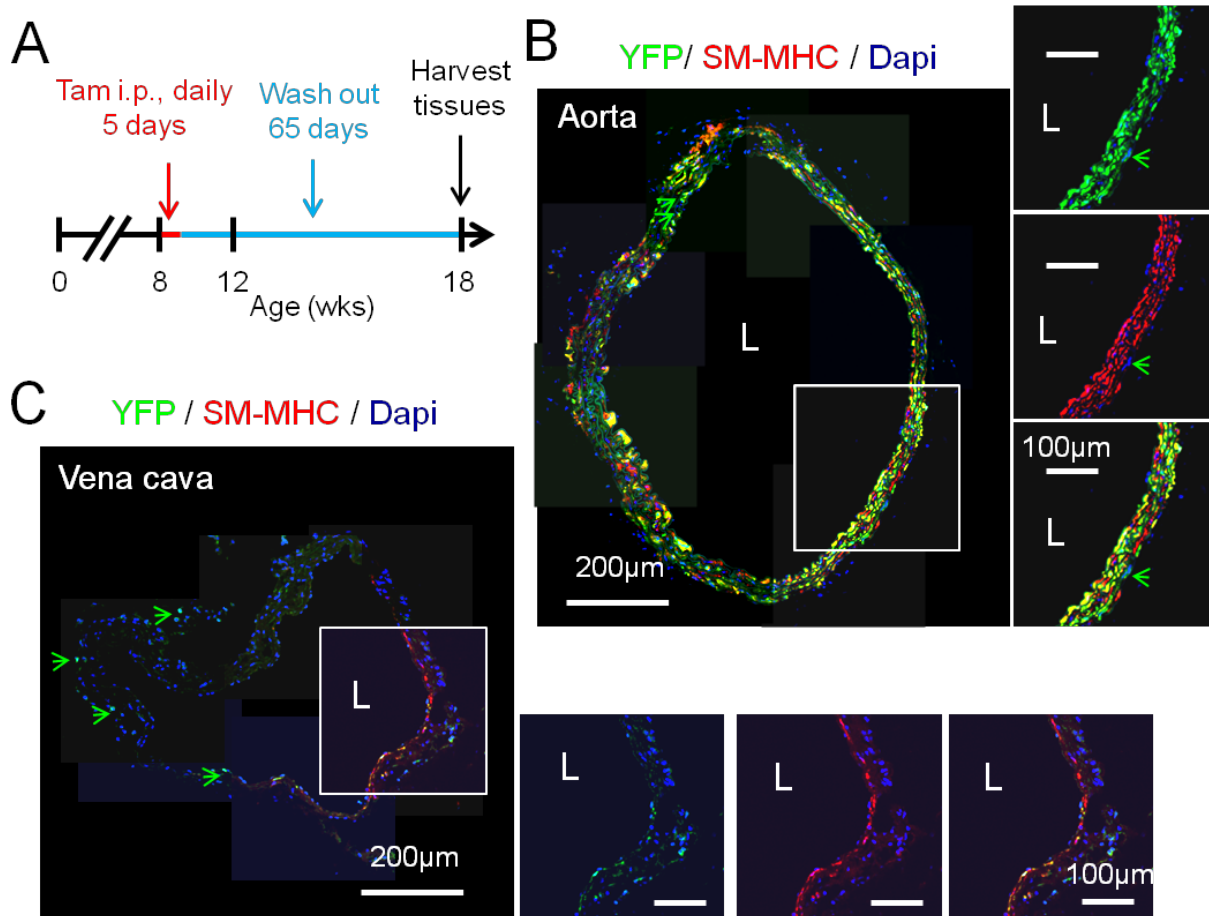 A
Tam i.p., daily
5 days
Wash out
65 days
Harvest
tissues
0
8
12
18
Age (wks)
B
YFP/ SM-MHC / Dapi
Aorta
L
200µm
L
L
100µm
L
C
YFP / SM-MHC / Dapi
Vena cava
L
200µm
L
L
L
100µm